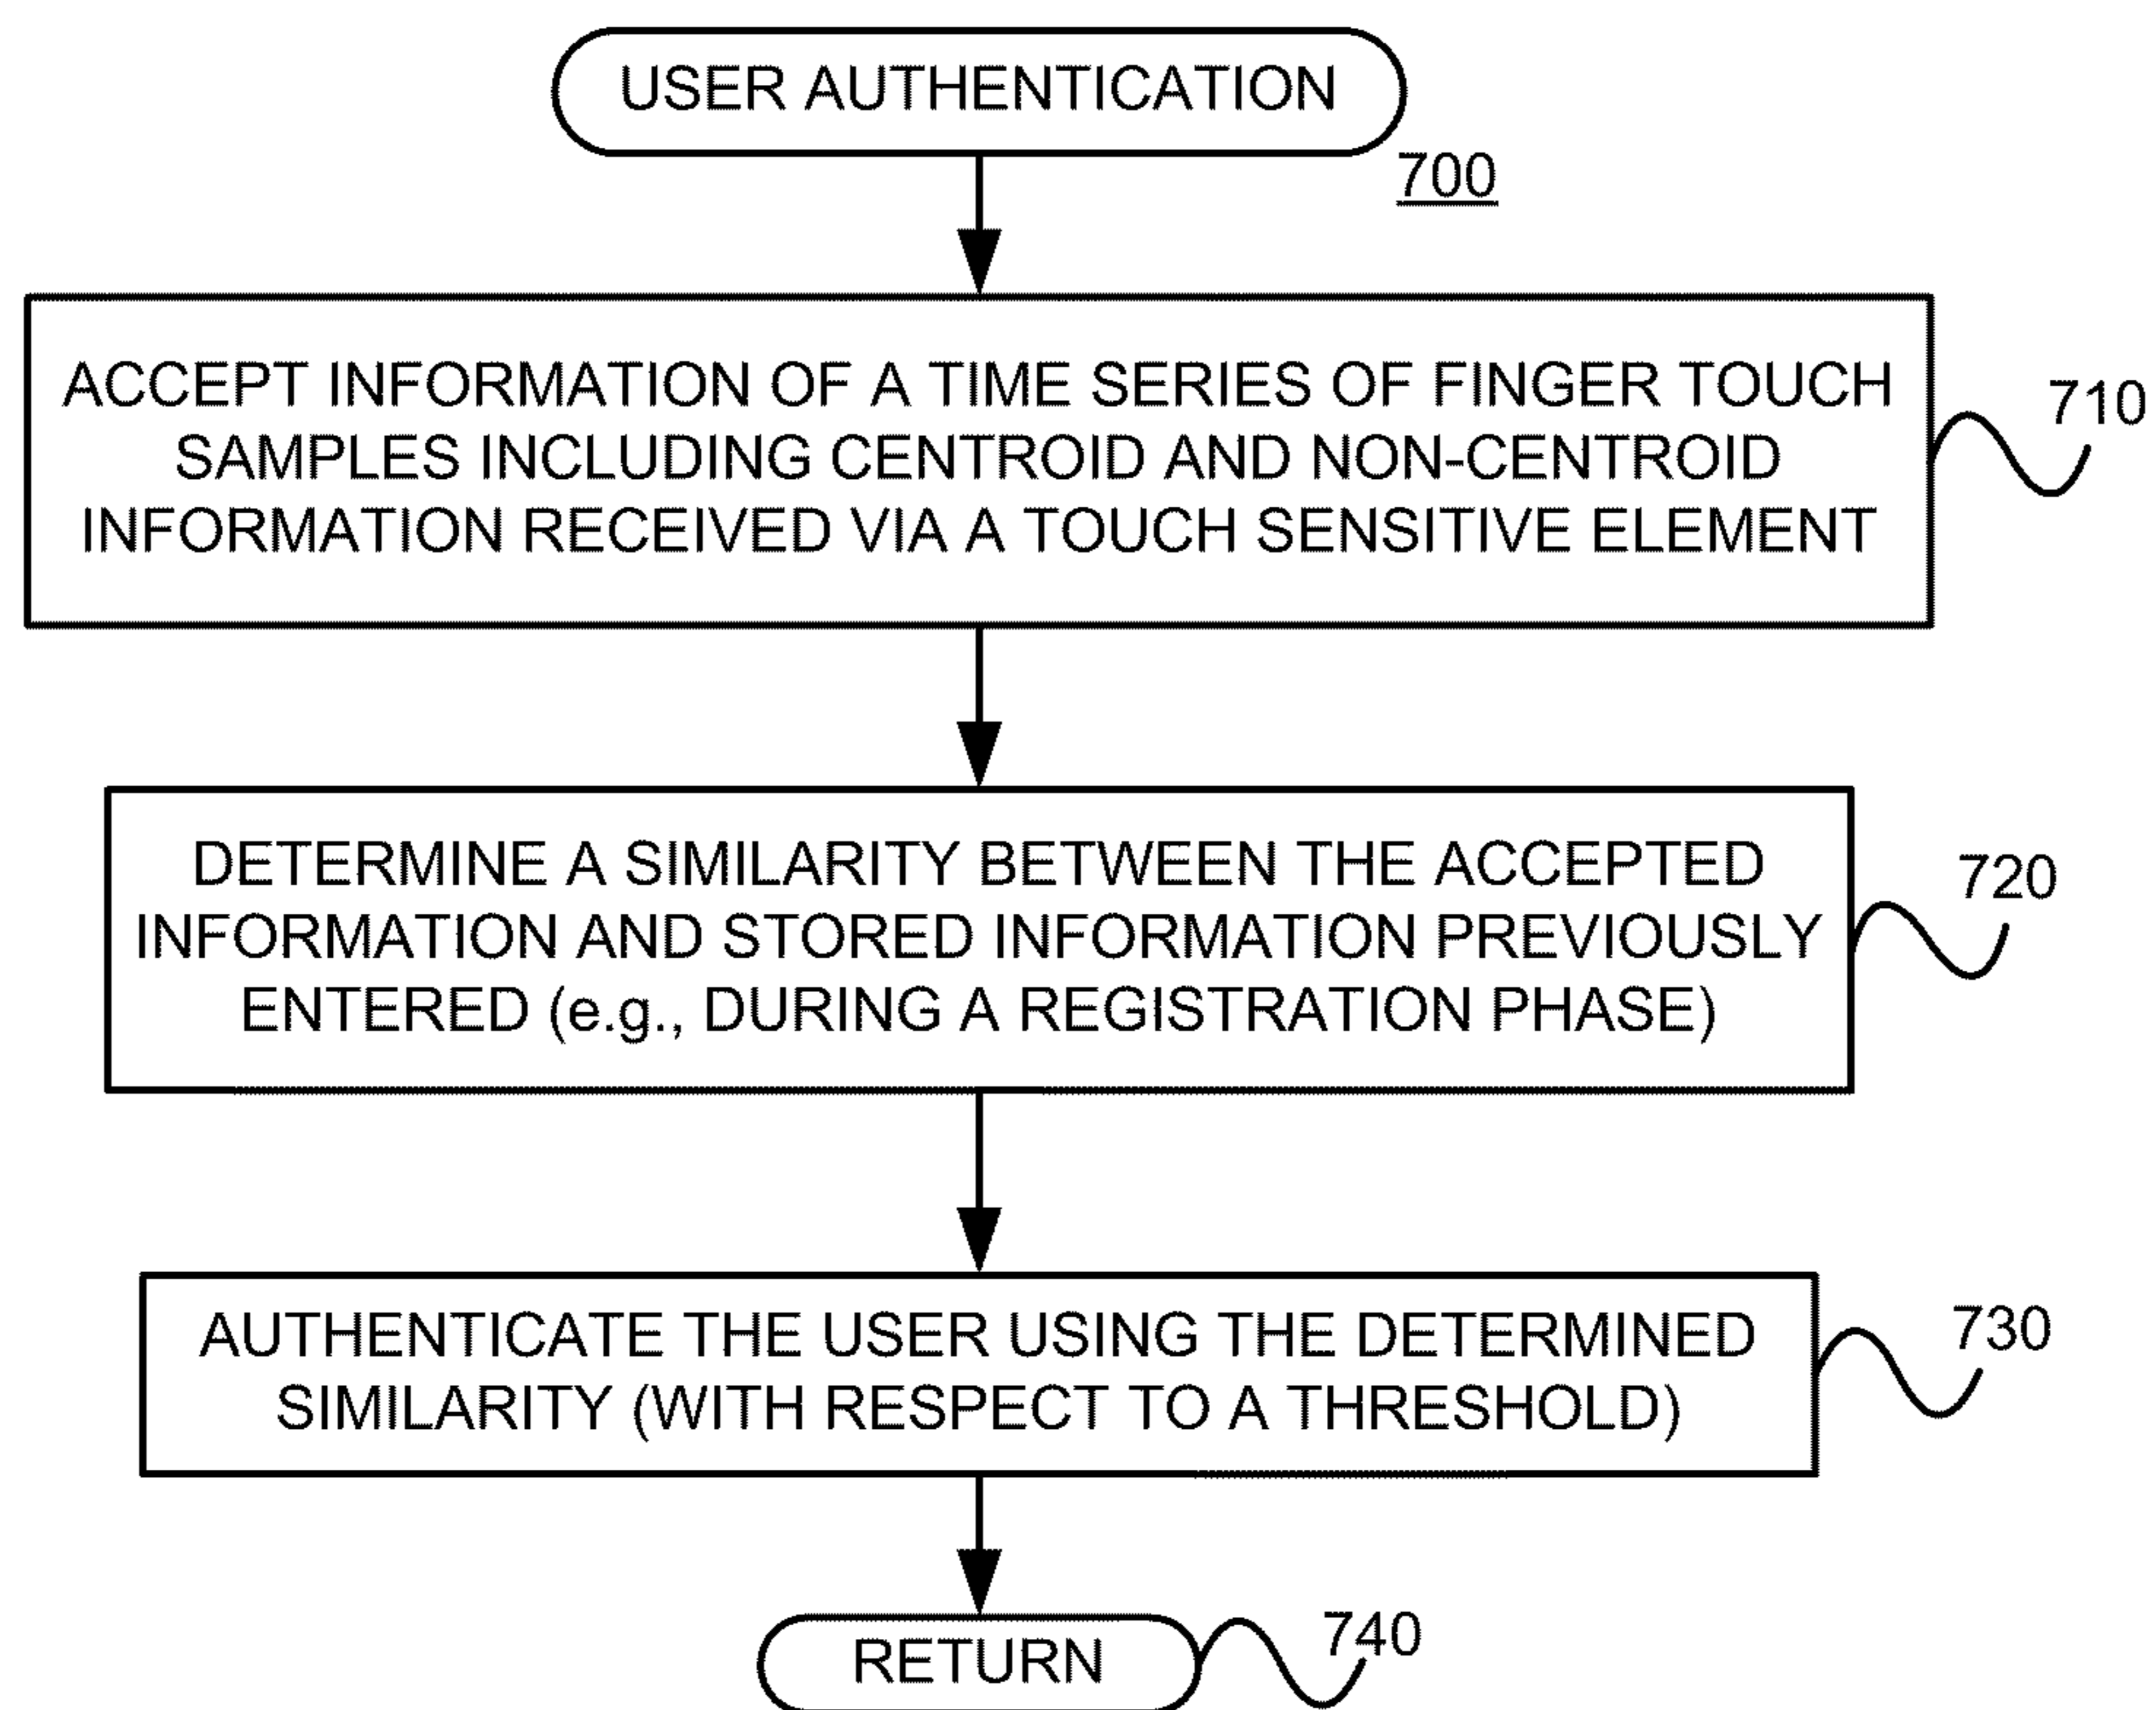 USER AUTHENTICATION
700
ACCEPT INFORMATION OF A TIME SERIES OF FINGER TOUCH
SAMPLES INCLUDING CENTROID AND NON-CENTROID
INFORMATION RECEIVED VIA A TOUCH SENSITIVE ELEMENT
710
DETERMINE A SIMILARITY BETWEEN THE ACCEPTED
INFORMATION AND STORED INFORMATION PREVIOUSLY
ENTERED (e.g., DURING A REGISTRATION PHASE)
720
AUTHENTICATE THE USER USING THE DETERMINED
SIMILARITY (WITH RESPECT TO A THRESHOLD)
730
RETURN
740